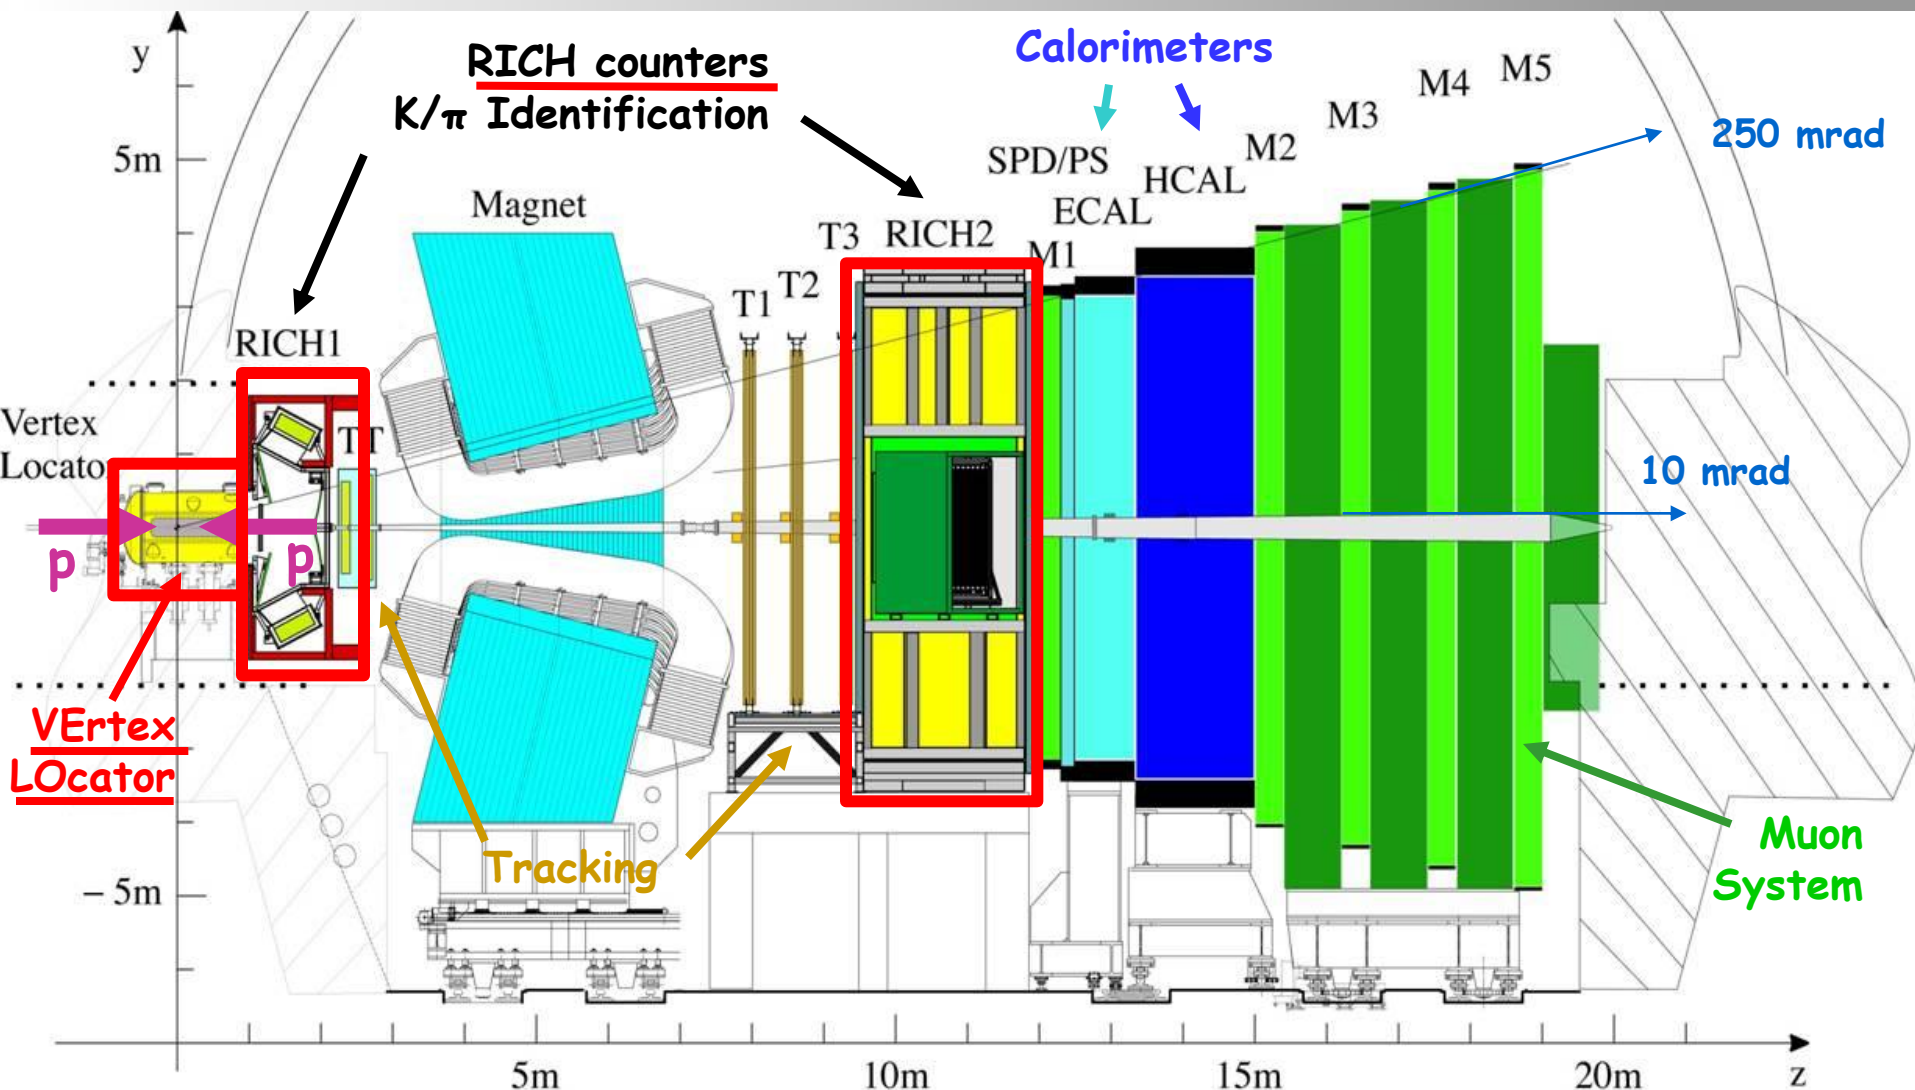 y
5m
− 5m
RICH counters
K/π Identification
Calorimeters
SPD/PS
ECAL
HCAL
M1
M2
M3
M4
M5
250 mrad
10 mrad
Magnet
T1
T2
T3
RICH2
RICH1
TT
Vertex
Locator
p
p
VErtex
LOcator
Tracking
Muon
System
5m
10m
15m
20m
z